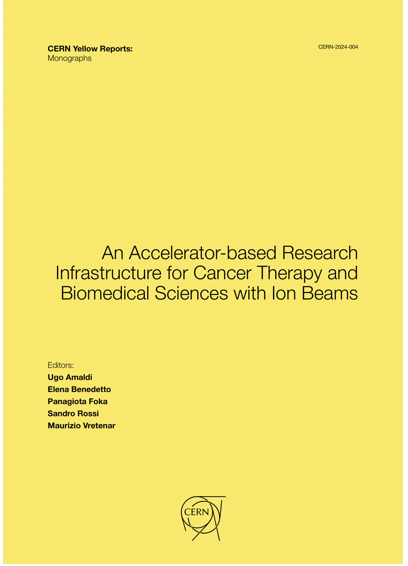 CERN Yellow Reports:
Monographs
CERN-2024-004
An Accelerator-based Research
Infrastructure for Cancer Therapy and
Biomedical Sciences with Ion Beams
Editors:
Ugo Amaldi
Elena Benedetto
Panagiota Foka
Sandro Rossi
Maurizio Vretenar
CERN